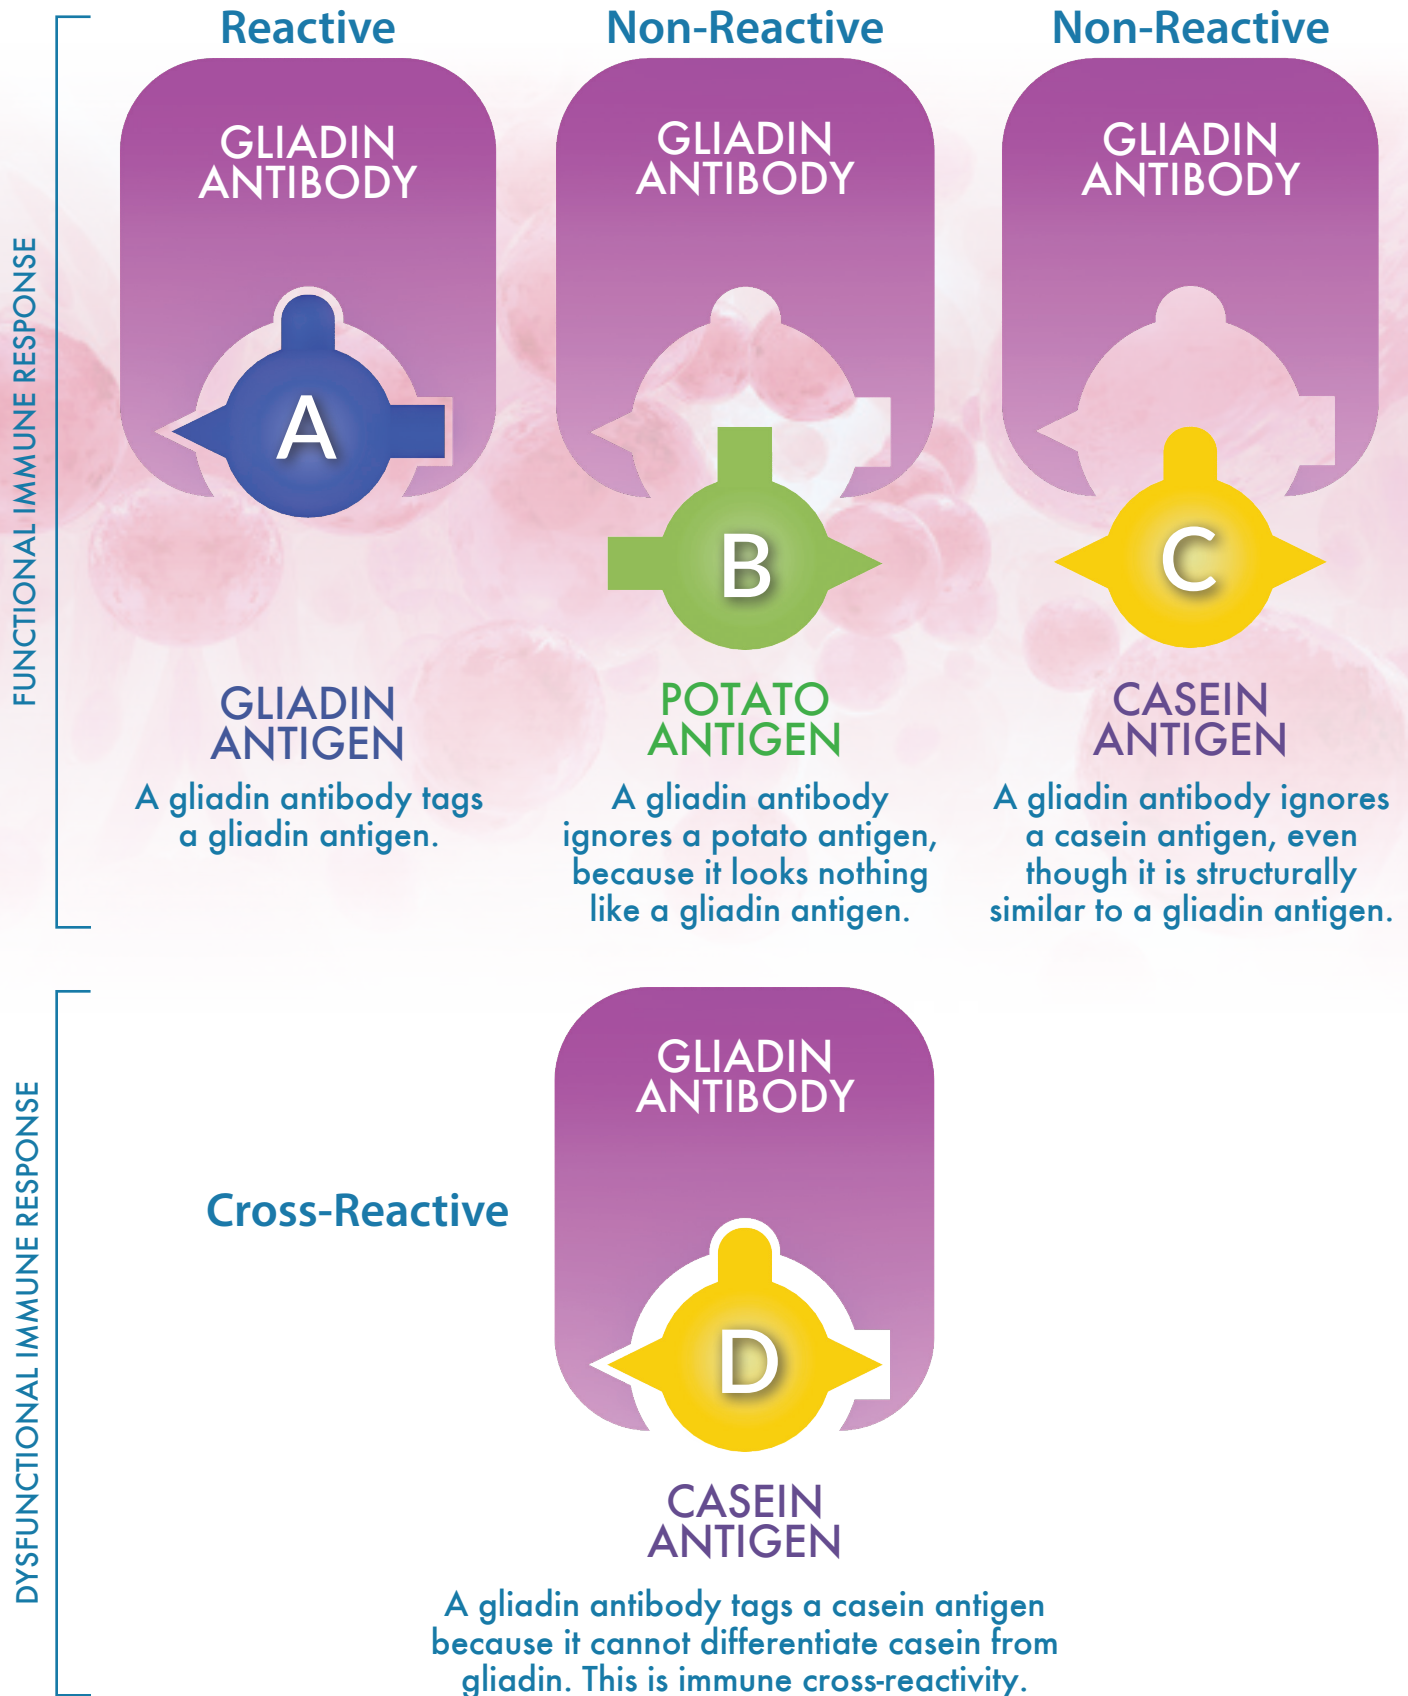 FUNCTIONAL IMMUNE RESPONSE
Reactive
GLIADIN
ANTIBODY
A
GLIADIN
ANTIGEN
A gliadin antibody tags
a gliadin antigen.
Non-Reactive
GLIADIN
ANTIBODY
B
POTATO
ANTIGEN
A gliadin antibody
ignores a potato antigen,
because it looks nothing
like a gliadin antigen.
Non-Reactive
GLIADIN
ANTIBODY
C
CASEIN
ANTIGEN
A gliadin antibody ignores
a casein antigen, even
though it is structurally
similar to a gliadin antigen.
DYSFUNCTIONAL IMMUNE RESPONSE
Cross-Reactive
GLIADIN
ANTIBODY
D
CASEIN
ANTIGEN
A gliadin antibody tags a casein antigen
because it cannot differentiate casein from
gliadin. This is immune cross-reactivity.